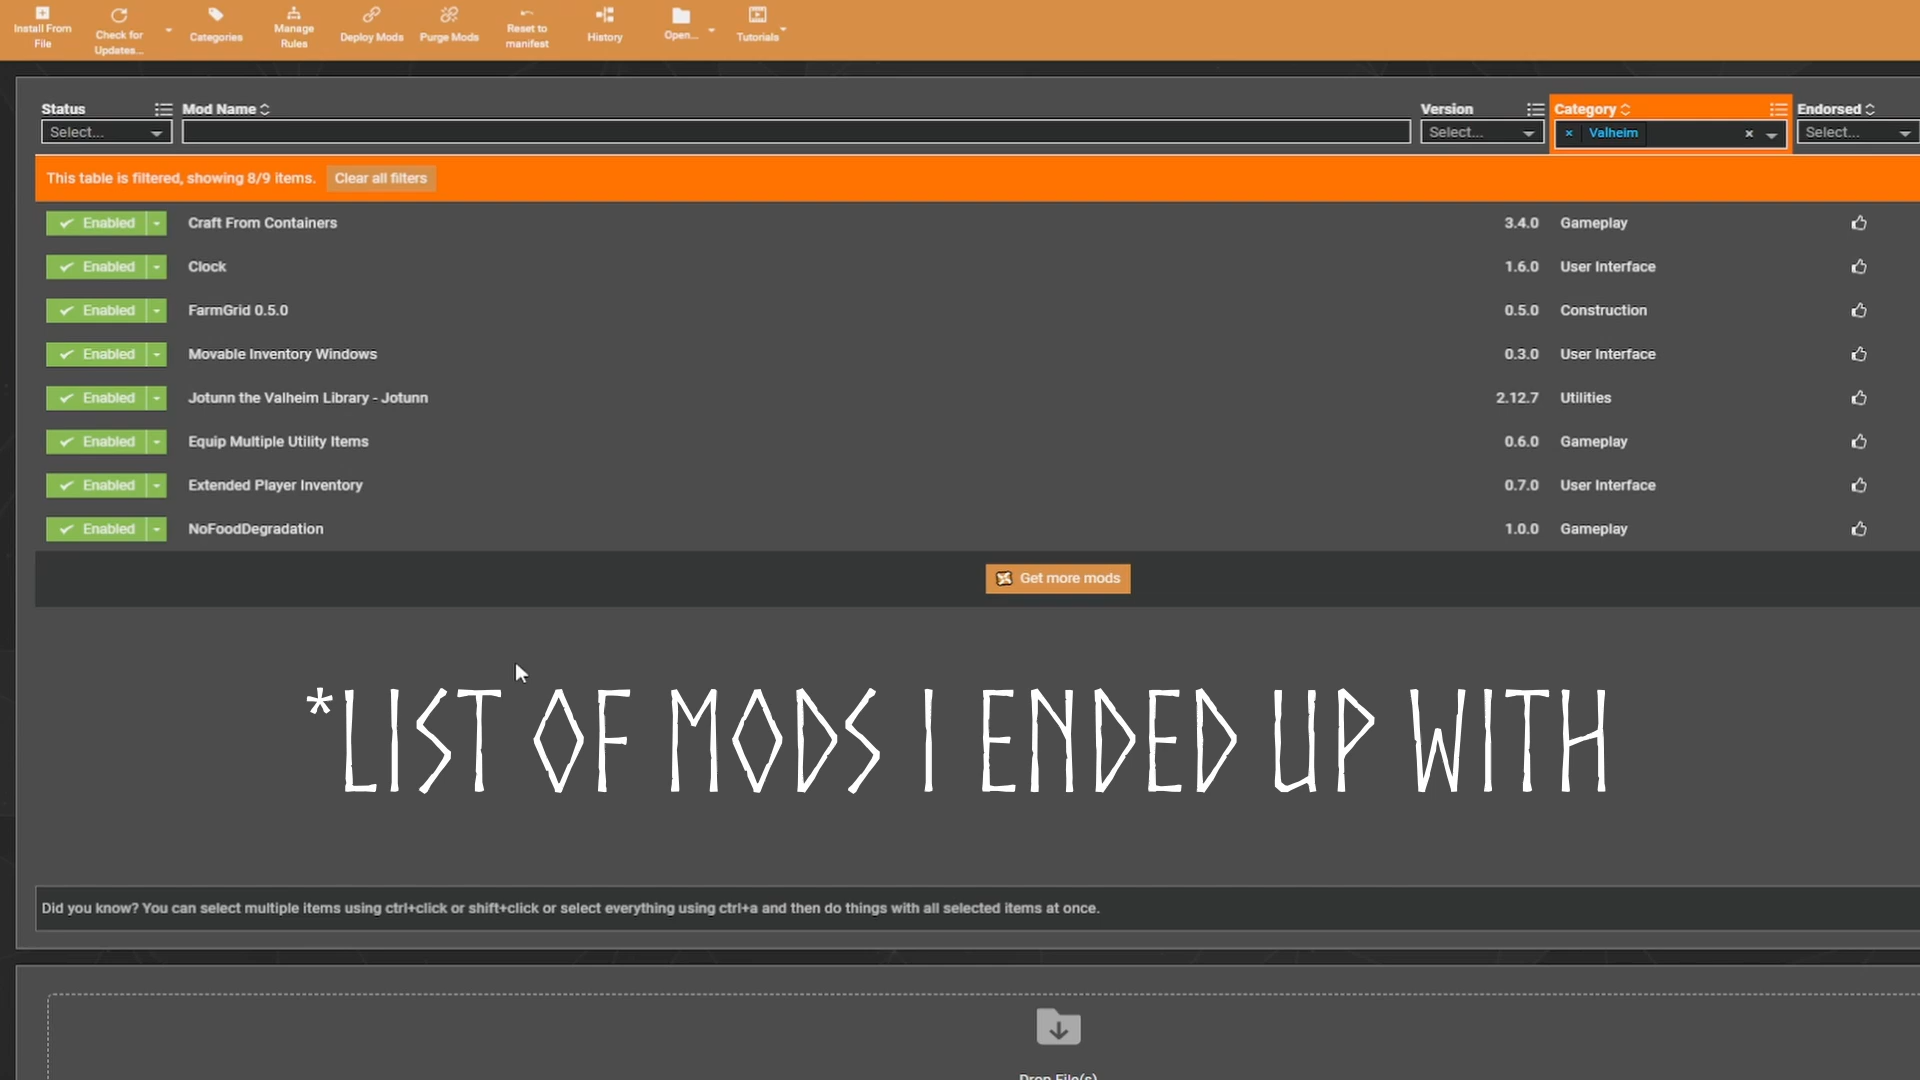 Install From File
Check for Updates...
Categories
Manage Rules
Deploy Mods
Purge Mods
Reset to manifest
History
Open...
Tutorials
Status
Mod Name
Version
Category
Endorsed
Select...
Select...
× Valheim ×
Select...
This table is filtered, showing 8/9 items. Clear all filters
Enabled Craft From Containers 3.4.0 Gameplay
Enabled Clock 1.6.0 User Interface
Enabled FarmGrid 0.5.0 0.5.0 Construction
Enabled Movable Inventory Windows 0.3.0 User Interface
Enabled Jotunn the Valheim Library - Jotunn 2.12.7 Utilities
Enabled Equip Multiple Utility Items 0.6.0 Gameplay
Enabled Extended Player Inventory 0.7.0 User Interface
Enabled NoFoodDegradation 1.0.0 Gameplay
Get more mods
*LIST OF MODS I ENDED UP WITH
Did you know? You can select multiple items using ctrl+click or shift+click or select everything using ctrl+a and then do things with all selected items at once.
Drop File(s)